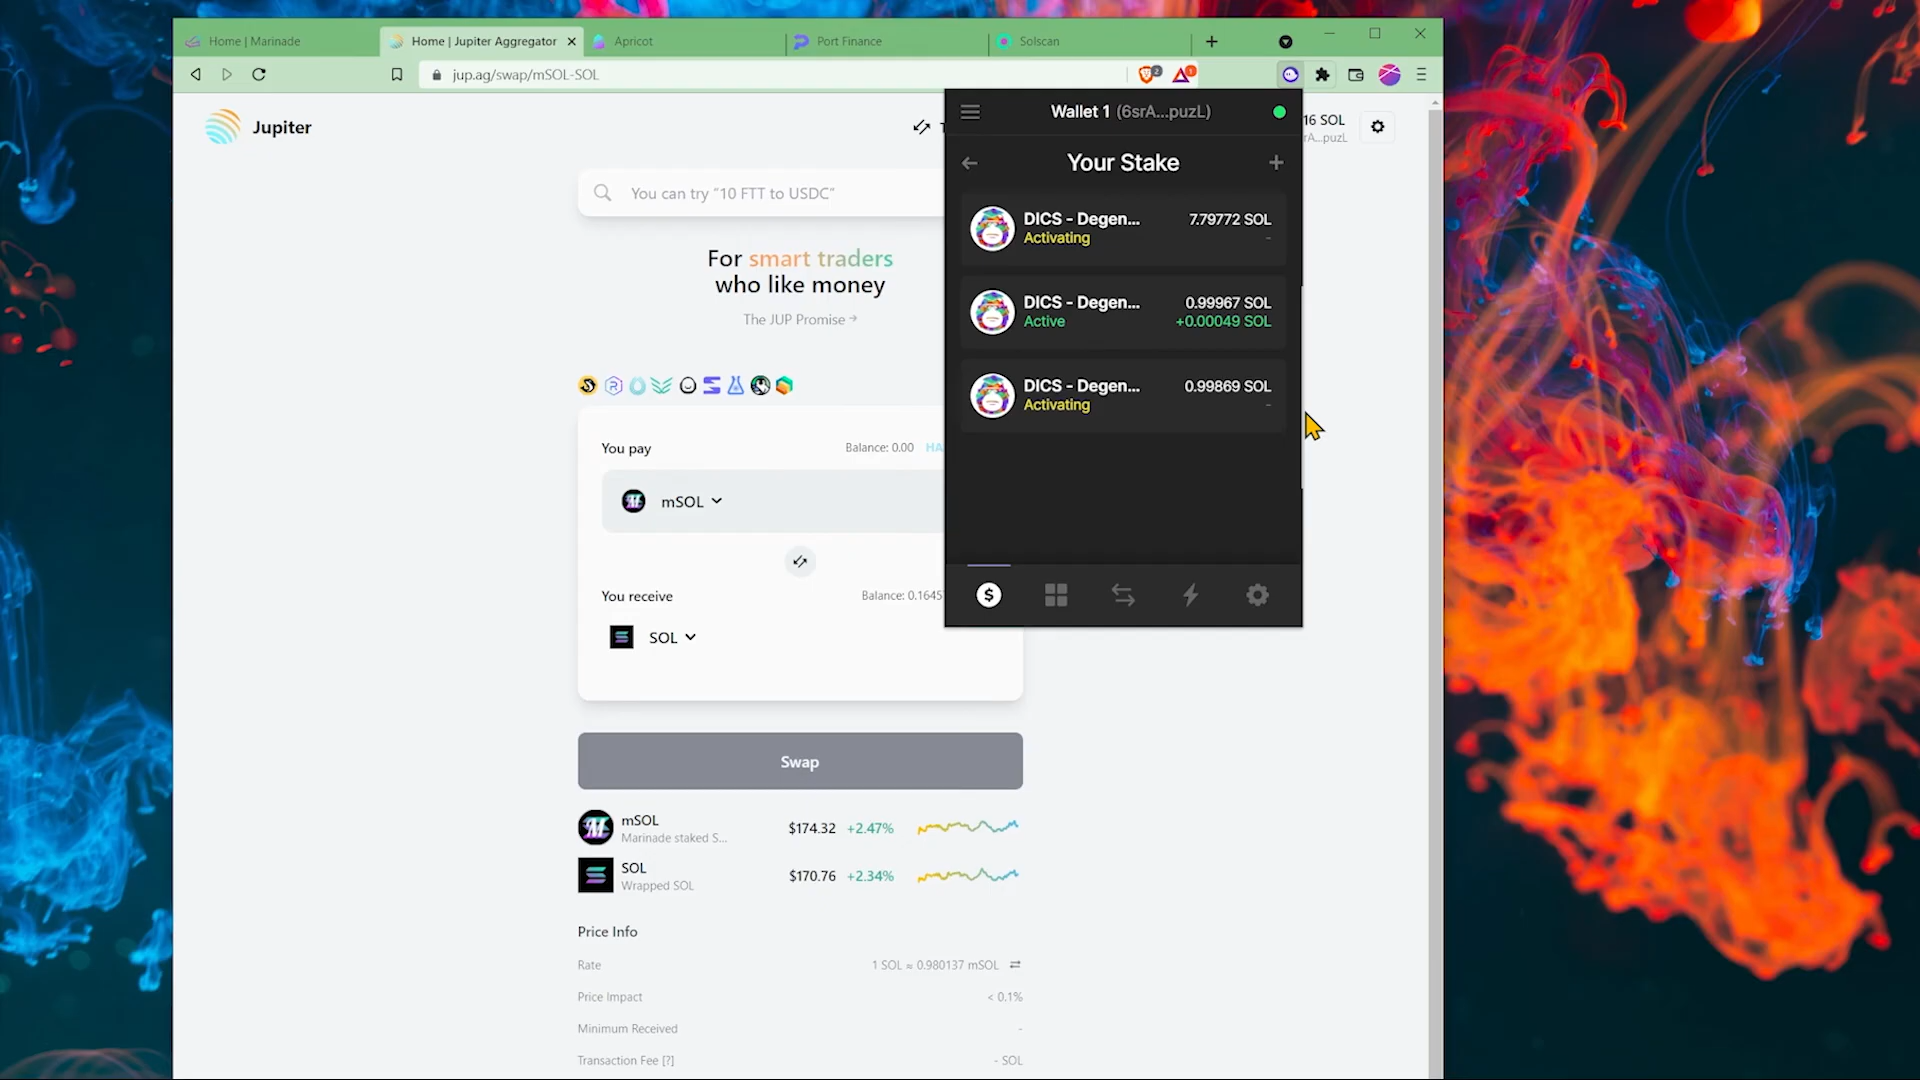 Home | Marinade
Home | Jupiter Aggregator
Apricot
Port Finance
Solscan
jup.ag/swap/mSOL-SOL
2
1
Jupiter
T
16 SOL
rA...puzL
Wallet 1 (6srA...puzL)
Your Stake
DICS - Degen... 7.79772 SOL
Activating -
DICS - Degen... 0.99967 SOL
Active +0.00049 SOL
DICS - Degen... 0.99869 SOL
Activating -
You can try "10 FTT to USDC"
For smart traders
who like money
The JUP Promise →
You pay
Balance: 0.00 HA
mSOL
You receive
Balance: 0.1645
SOL
Swap
mSOL
Marinade staked S...
$174.32 +2.47%
SOL
Wrapped SOL
$170.76 +2.34%
Price Info
Rate 1 SOL ≈ 0.980137 mSOL
Price Impact < 0.1%
Minimum Received -
Transaction Fee [?] - SOL